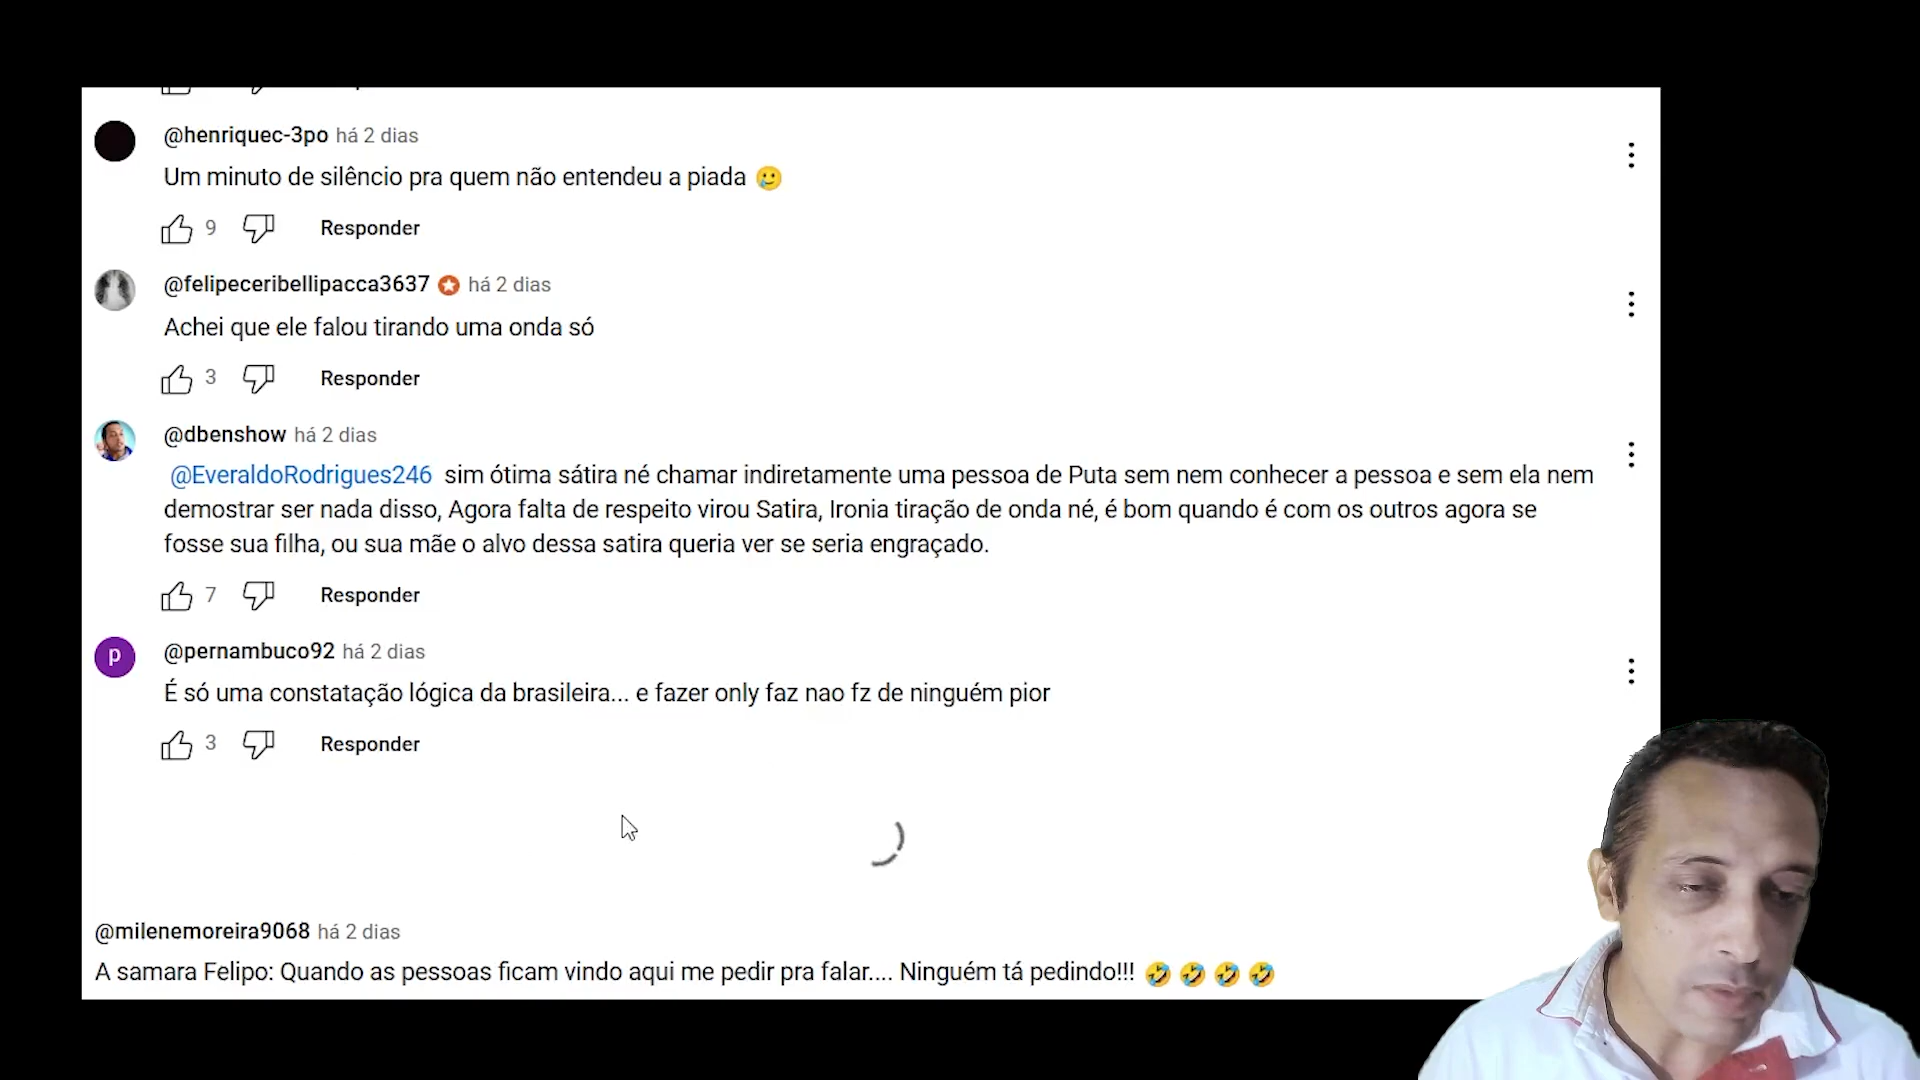 @henriquec-3po há 2 dias
Um minuto de silêncio pra quem não entendeu a piada 🥲
9 Responder
@felipeceribellipacca3637 há 2 dias
Achei que ele falou tirando uma onda só
3 Responder
@dbenshow há 2 dias
@EveraldoRodrigues246 sim ótima sátira né chamar indiretamente uma pessoa de Puta sem nem conhecer a pessoa e sem ela nem
demostrar ser nada disso, Agora falta de respeito virou Satira, Ironia tiração de onda né, é bom quando é com os outros agora se
fosse sua filha, ou sua mãe o alvo dessa satira queria ver se seria engraçado.
7 Responder
p
@pernambuco92 há 2 dias
É só uma constatação lógica da brasileira... e fazer only faz nao fz de ninguém pior
3 Responder
@milenemoreira9068 há 2 dias
A samara Felipo: Quando as pessoas ficam vindo aqui me pedir pra falar.... Ninguém tá pedindo!!! 🤣🤣🤣🤣